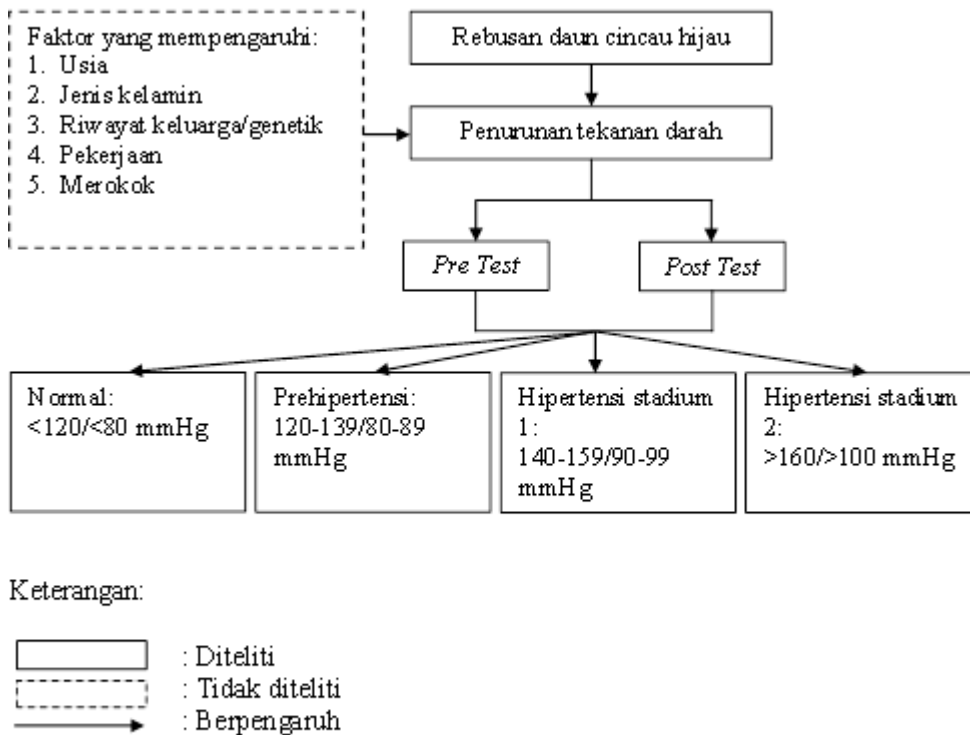 Faktor yang mempengaruhi:
1. Usia
2. Jenis kelamin
3. Riwayat keluarga/genetik
4. Pekerjaan
5. Merokok
Rebusan daun cincau hijau
Penurunan tekanan darah
Pre Test
Post Test
Normal:
<120/<80 mmHg
Prehipertensi:
120-139/80-89
mmHg
Hipertensi stadium
1:
140-159/90-99
mmHg
Hipertensi stadium
2:
>160/>100 mmHg
Keterangan:
: Diteliti
: Tidak diteliti
: Berpengaruh